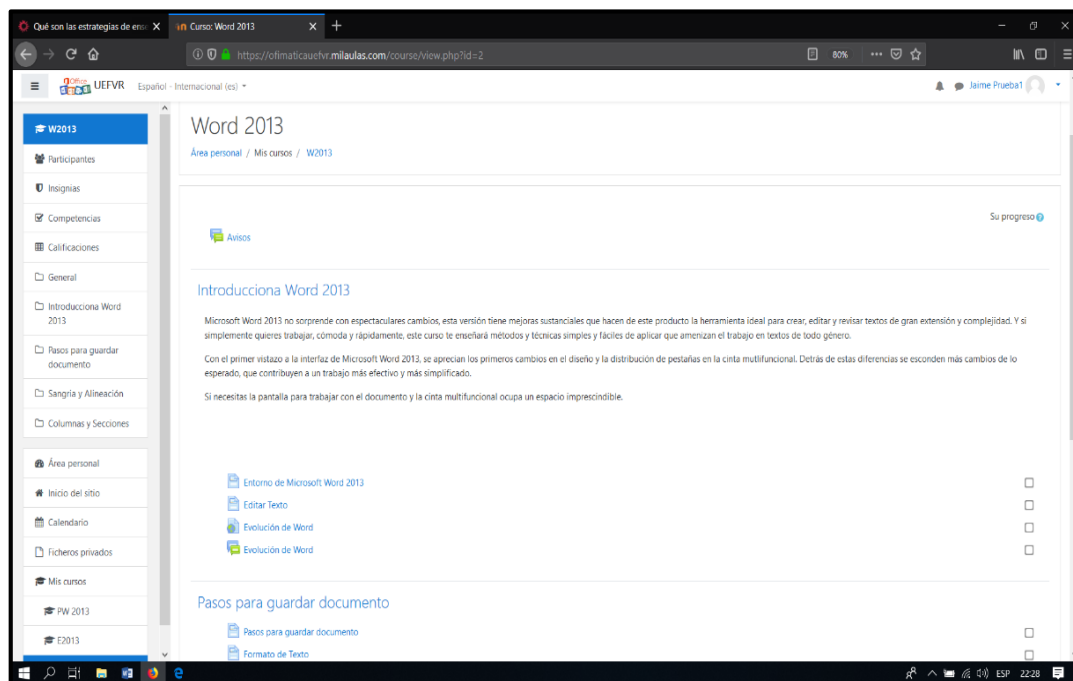 Qué son las estrategias de ens
Curso: Word 2013
https://ofimaticauefvr.milaulas.com/course/view.php?id=2
80%
Office
UEFVR
Español - Internacional (es)
Jaime Prueba1
W2013
Participantes
Insignias
Competencias
Calificaciones
General
Introducciona Word
2013
Pasos para guardar
documento
Sangria y Alineación
Columnas y Secciones
Área personal
Inicio del sitio
Calendario
Ficheros privados
Mis cursos
PW 2013
E2013
Word 2013
Área personal / Mis cursos / W2013
Su progreso
Avisos
Introducciona Word 2013
Microsoft Word 2013 no sorprende con espectaculares cambios, esta versión tiene mejoras sustanciales que hacen de este producto la herramienta ideal para crear, editar y revisar textos de gran extensión y complejidad. Y si
simplemente quieres trabajar, cómoda y rápidamente, este curso te enseñará métodos y técnicas simples y fáciles de aplicar que amenizan el trabajo en textos de todo género.
Con el primer vistazo a la interfaz de Microsoft Word 2013, se aprecian los primeros cambios en el diseño y la distribución de pestañas en la cinta mutlifuncional. Detrás de estas diferencias se esconden más cambios de lo
esperado, que contribuyen a un trabajo más efectivo y más simplificado.
Si necesitas la pantalla para trabajar con el documento y la cinta multifuncional ocupa un espacio imprescindible.
Entorno de Microsoft Word 2013
Editar Texto
Evolución de Word
Evolución de Word
Pasos para guardar documento
Pasos para guardar documento
Formato de Texto
ESP
22:28